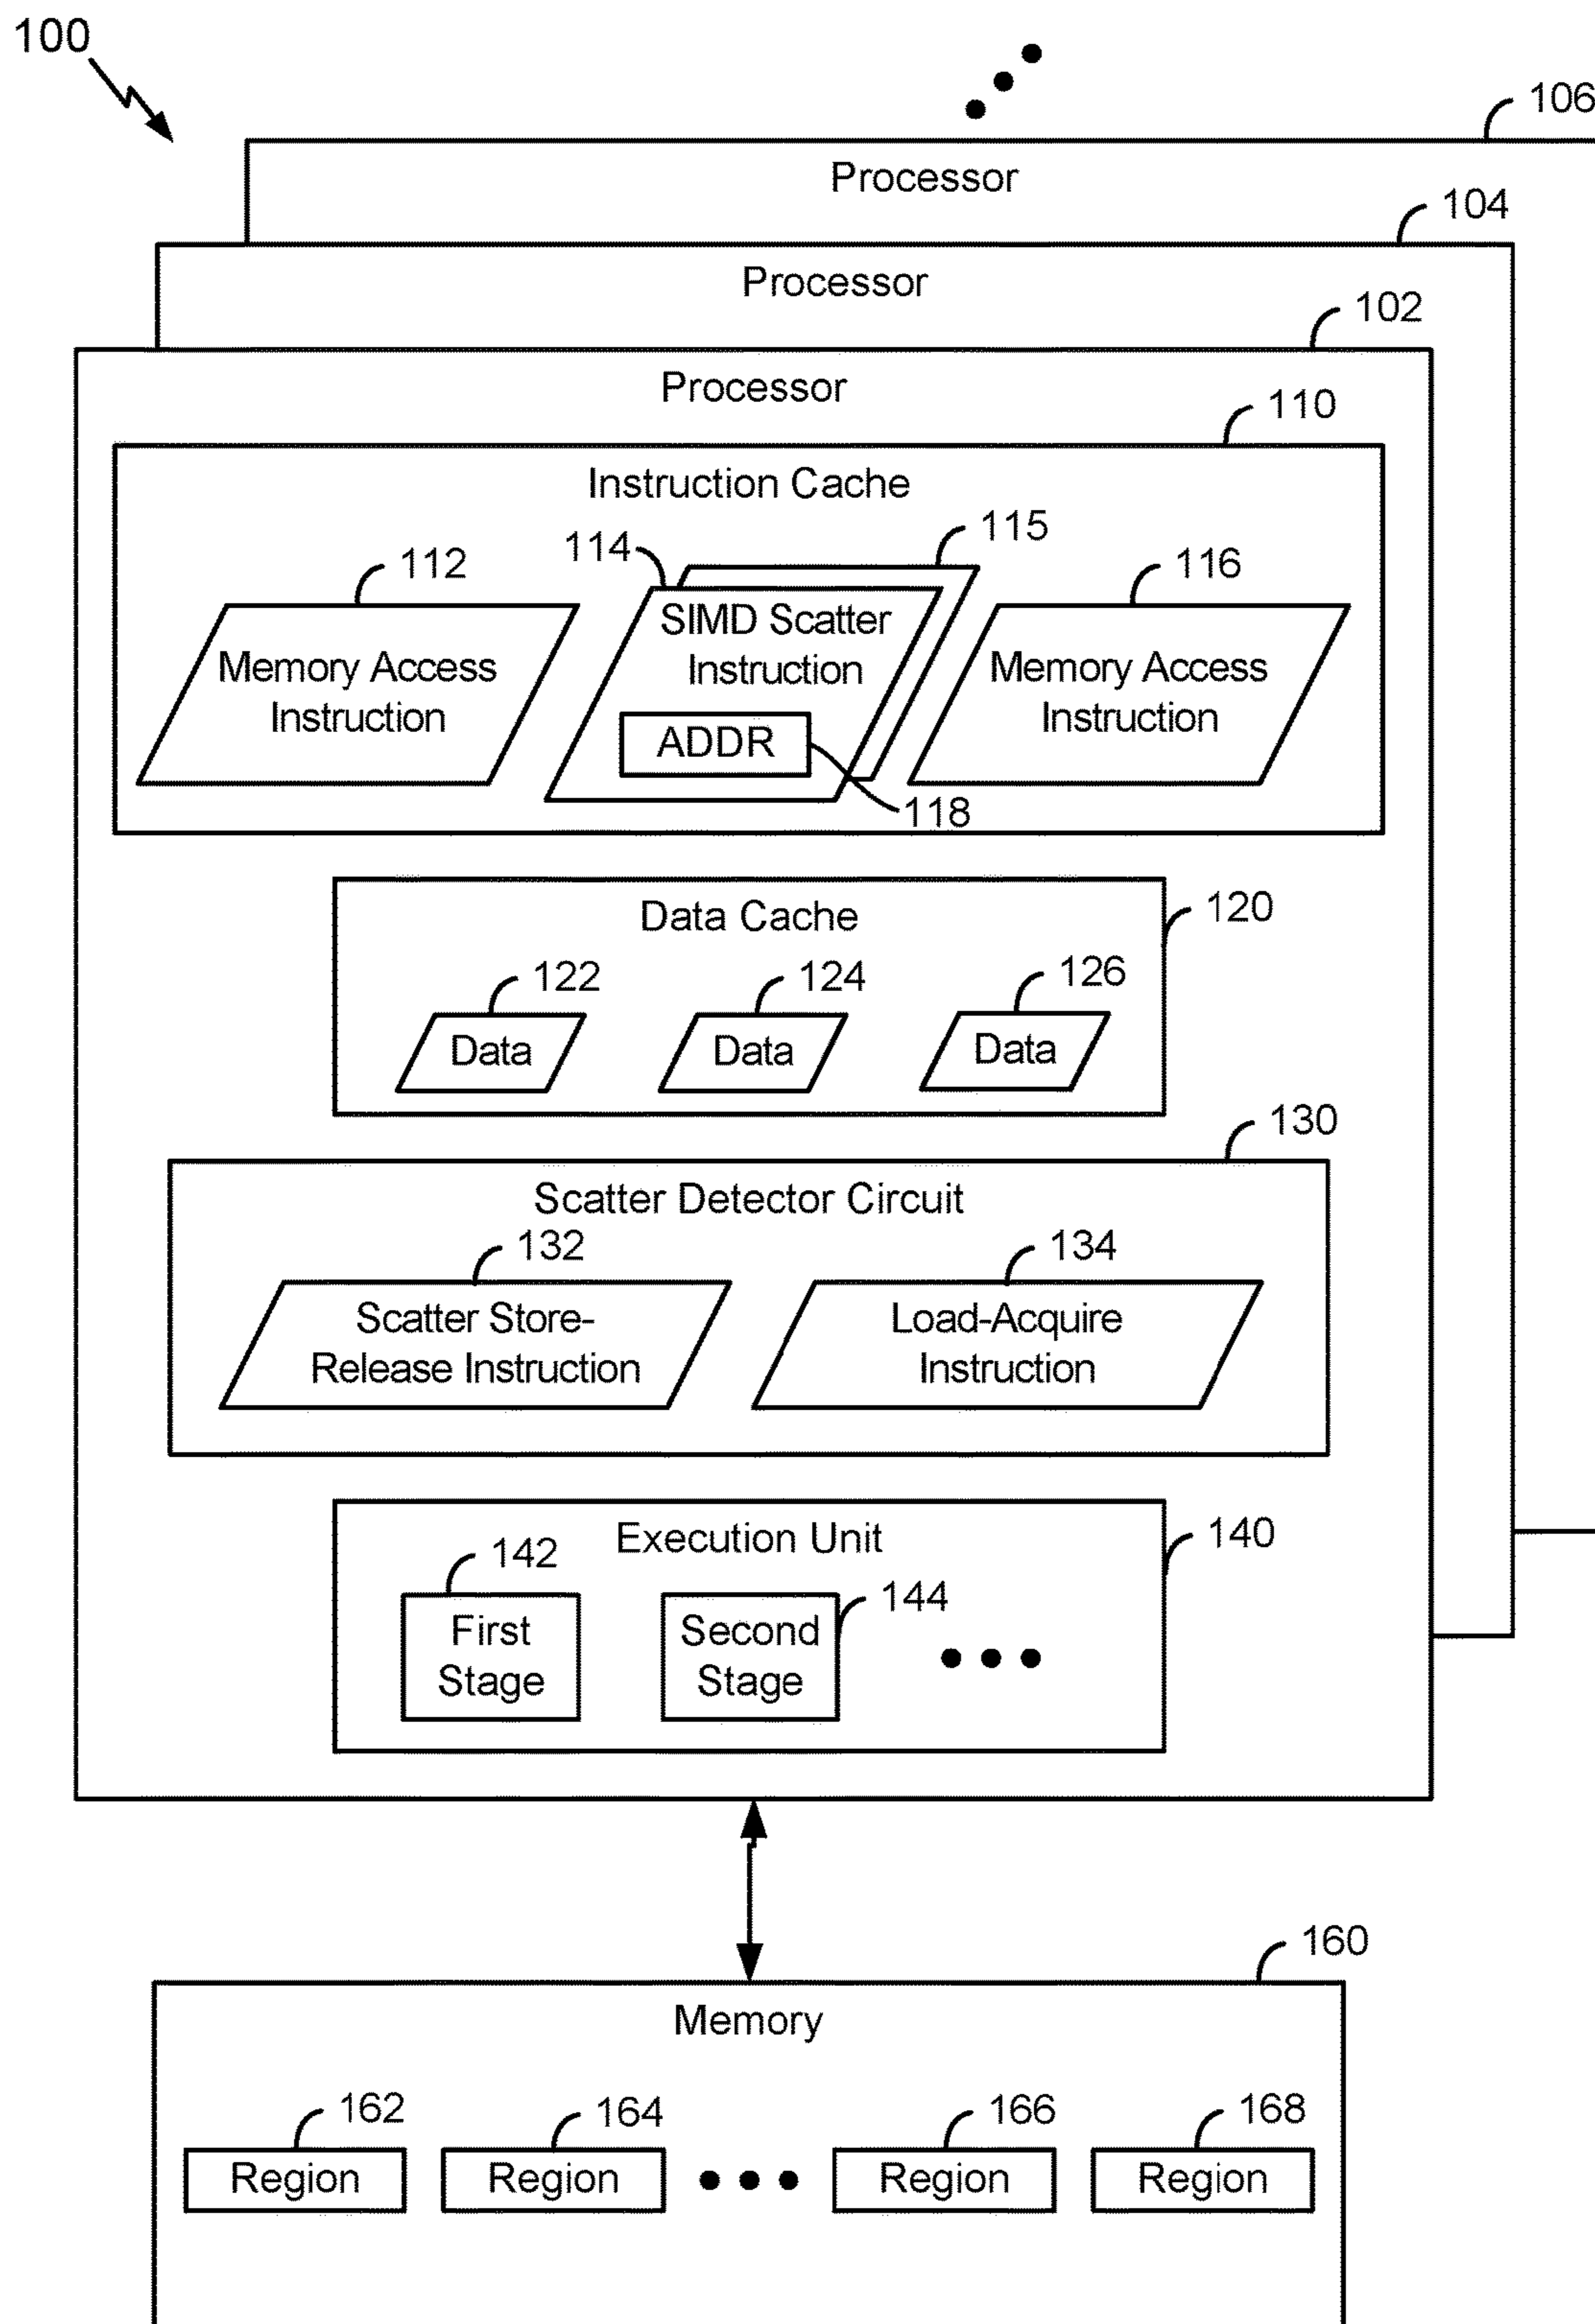 100
106
Processor
104
Processor
102
Processor
110
Instruction Cache
112
114
115
116
Memory Access
Instruction
SIMD Scatter
Instruction
ADDR
118
Memory Access
Instruction
Data Cache
120
122
124
126
Data
Data
Data
130
Scatter Detector Circuit
132
134
Scatter Store-
Release Instruction
Load-Acquire
Instruction
Execution Unit
140
142
144
First
Stage
Second
Stage
160
Memory
162
164
166
168
Region
Region
Region
Region